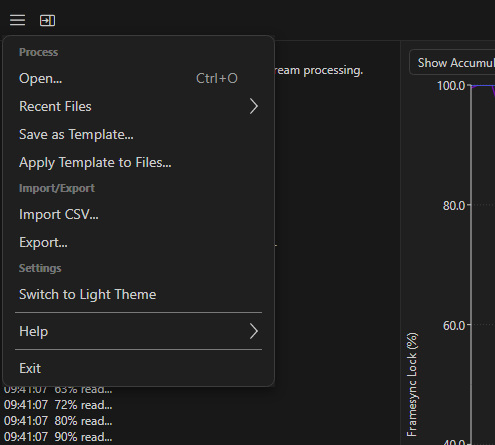 Process
Open... Ctrl+O
ream processing.
Show Accumul
Recent Files
100.0
Save as Template...
Apply Template to Files...
Import/Export
80.0
Import CSV...
Export...
Settings
Switch to Light Theme
60.0
Help
Framesync Lock (%)
Exit
09:41:07 63% read...
09:41:07 72% read...
09:41:07 80% read...
09:41:07 90% read...
40.0